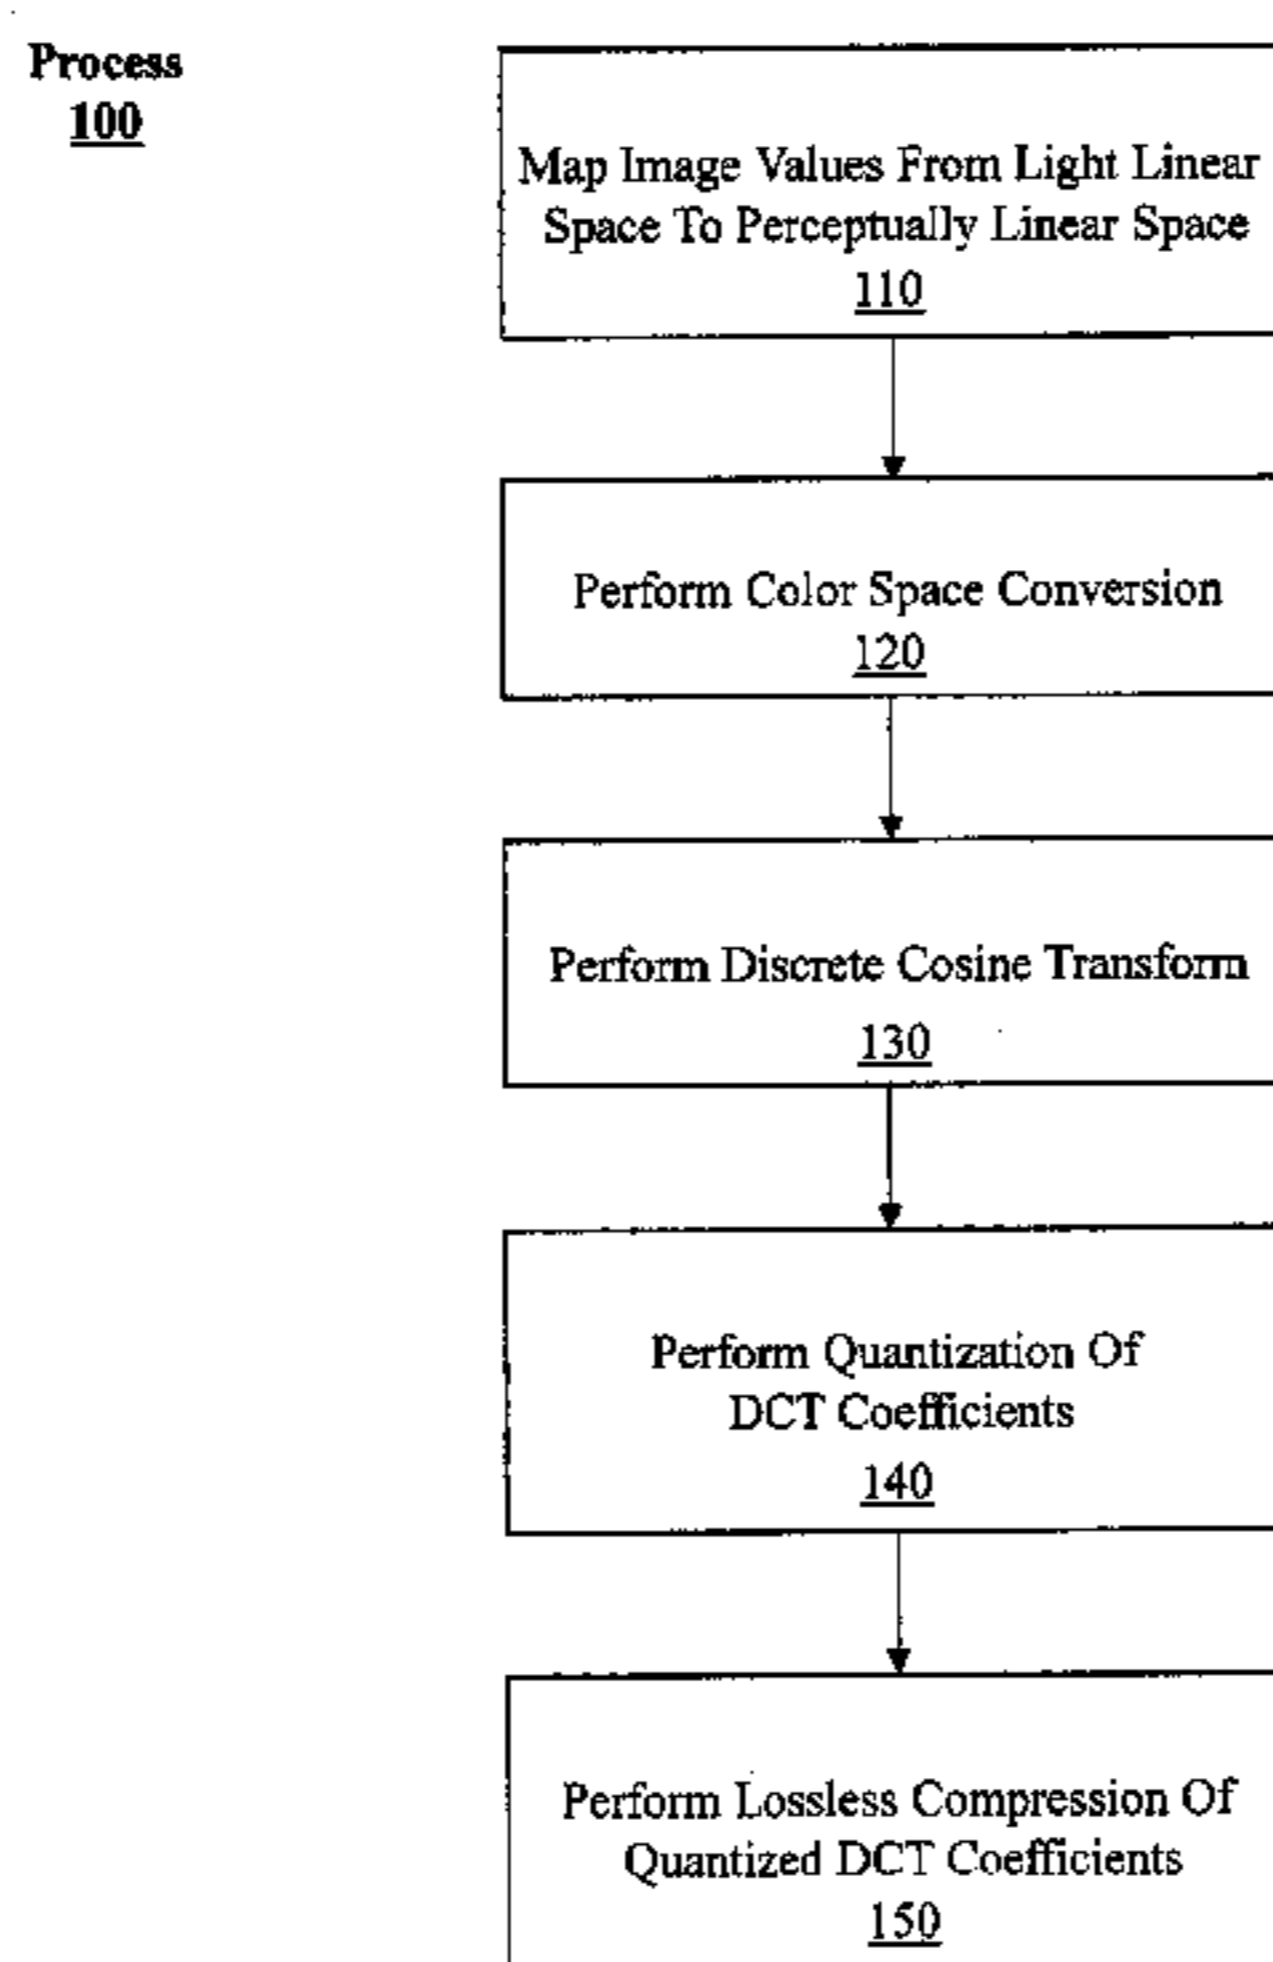 Process
100
Map Image Values From Light Linear
Space To Perceptually Linear Space
110
Perform Color Space Conversion
120
Perform Discrete Cosine Transform
130
Perform Quantization Of
DCT Coefficients
140
Perform Lossless Compression Of
Quantized DCT Coefficients
150